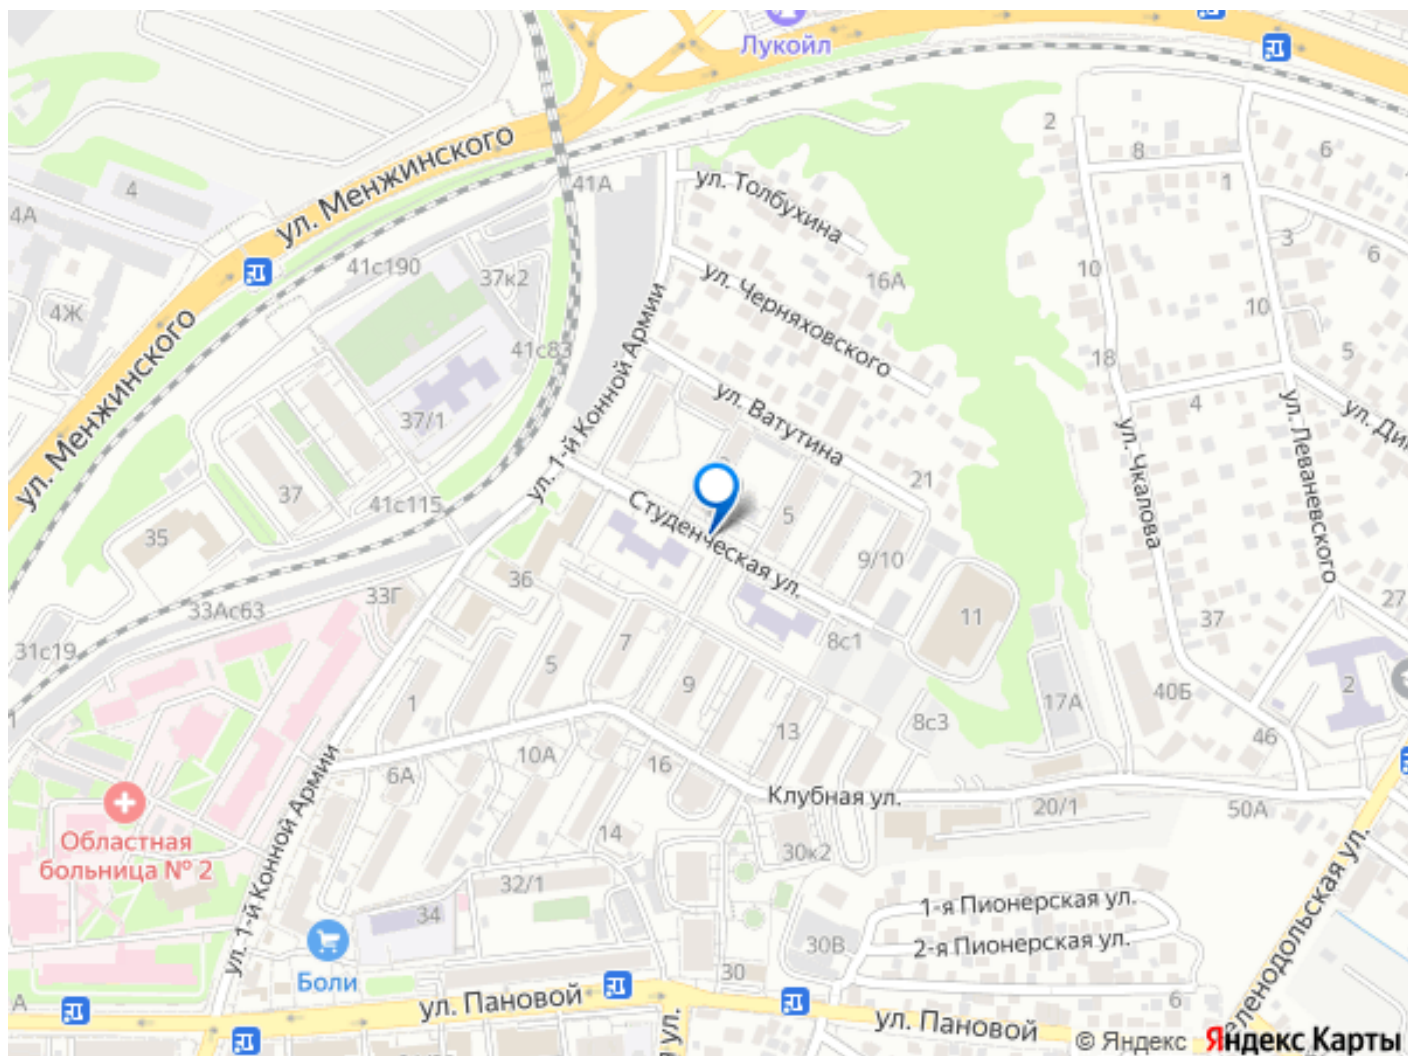 Лукойл
ул. Менжинского
2
8
6
4
41А
ул. Толбухина
1
4А
3
6
41с190
37к2
16А
10
ул. Черняховского
10
4Ж
ул. Менжинского
41с83
ул. 1-й Конной Армии
5
18
37/1
ул. Ватутина
4
ул. Чкалова
ул. Леваневского
21
37
41с115
Студенческая ул.
5
35
9/10
36
33Г
33Ас63
11
27
37
31с19
5
7
8с1
9
2
1
17А
40Б
1
13
8с3
46
10А
16
6А
Клубная ул.
20/1
50А
Областная
больница № 2
14
30к2
32/1
ул. 1-й Конной Армии
34
1-я Пионерская ул.
2-я Пионерская ул.
30В
Боли
30
ул. Пановой
6
ул. Пановой
© Яндекс
Яндекс Карты